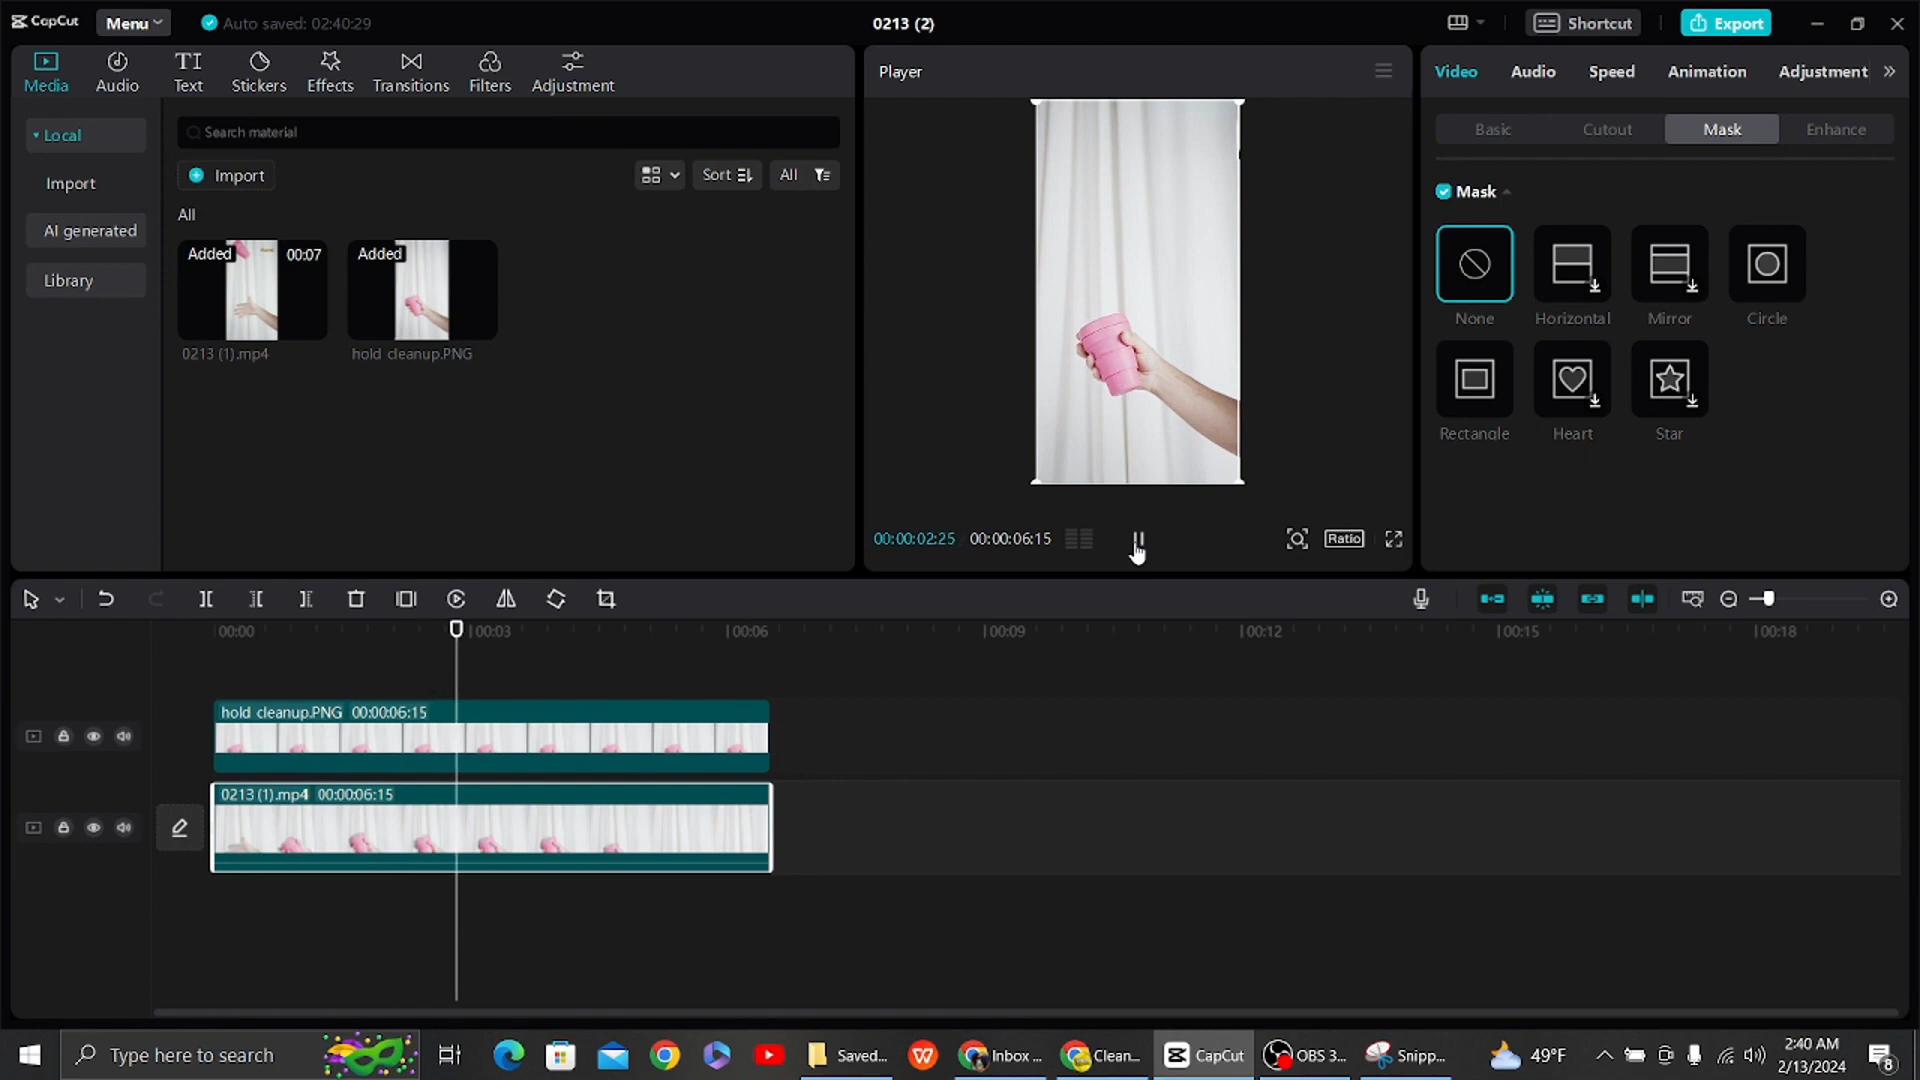 CapCut Menu Auto saved: 02:40:29 0213 (2) Shortcut Export
Media Audio Text Stickers Effects Transitions Filters Adjustment
Player
Video Audio Speed Animation Adjustment
Local
Import
AI generated
Library
Search material
Import Sort All
All
Added 00:07
0213 (1).mp4
Added
hold cleanup.PNG
00:00:02:25 00:00:06:15 Ratio
Basic Cutout Mask Enhance
Mask
None Horizontal Mirror Circle
Rectangle Heart Star
00:00 00:03 00:06 00:09 00:12 00:15 00:18
hold cleanup.PNG 00:00:06:15
0213 (1).mp4 00:00:06:15
Type here to search
Saved... Inbox ... Clean... CapCut OBS 3... Snipp... 49°F
2:40 AM
2/13/2024
8